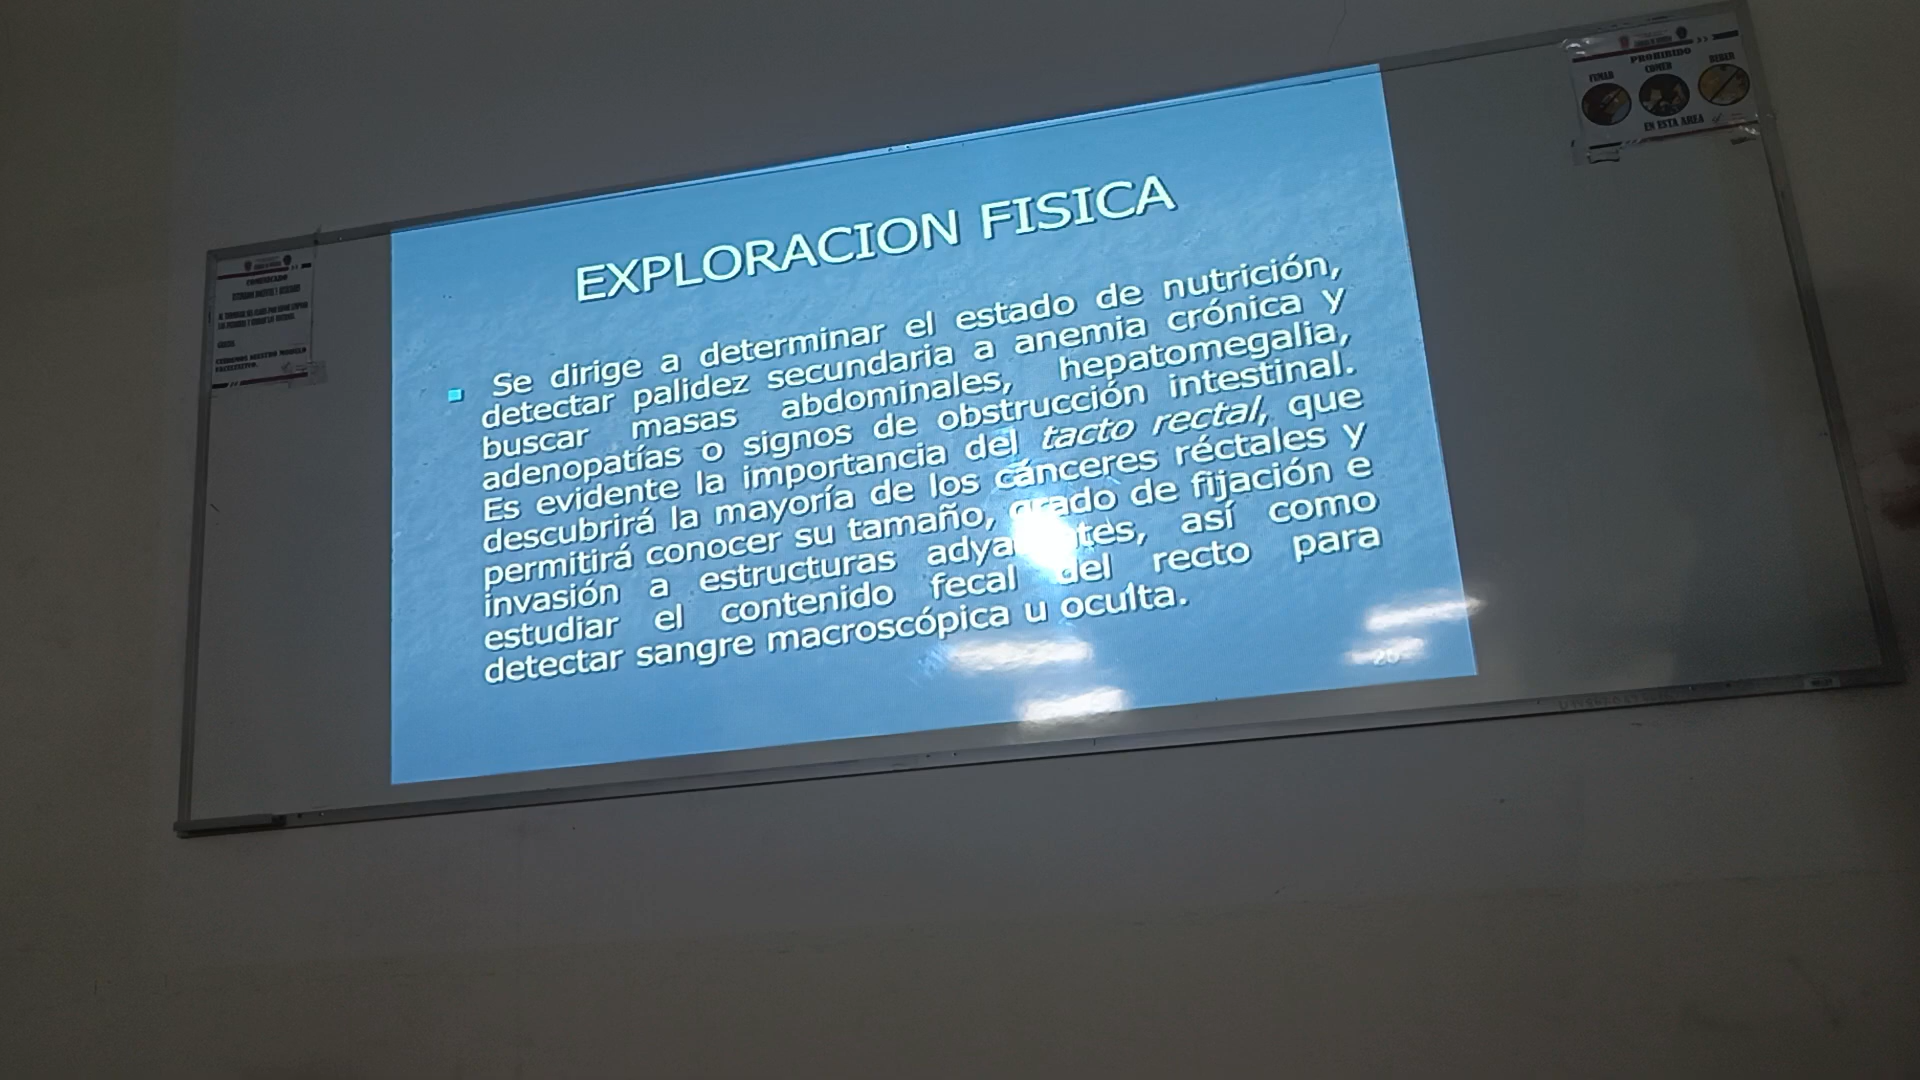 EXPLORACION FISICA
Se dirige a determinar el estado de nutrición,
detectar palidez secundaria a anemia crónica y
buscar masas abdominales, hepatomegalia,
adenopatías o signos de obstrucción intestinal.
Es evidente la importancia del tacto rectal, que
descubrirá la mayoría de los cánceres réctales y
permitirá conocer su tamaño, grado de fijación e
invasión a estructuras así como
estudiar el contenido fecal del recto para
detectar sangre macroscópica u oculta.
PROHIBIDO
FUMAR COMER BEBER
EN ESTA AREA
COMUNICADO